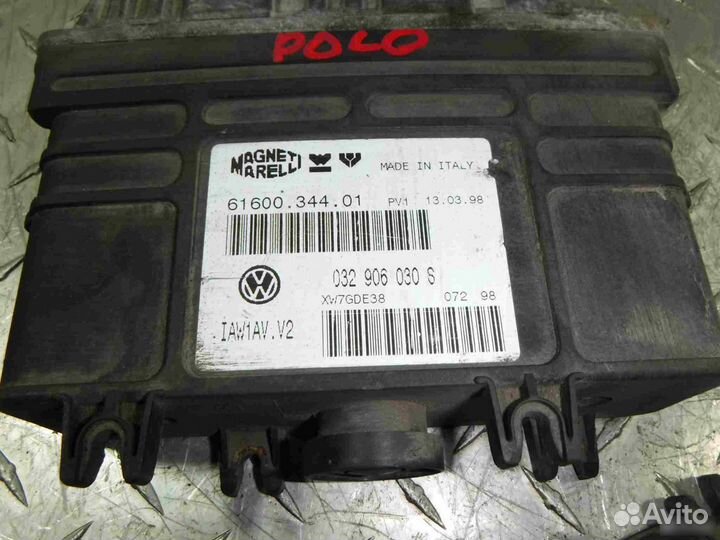 POLO
MAGNETI MARELLI
MADE IN ITALY
61600.344.01 PV1 13.03.98
032 906 030 S
XW7GDE38 072 98
IAW1AV.V2
Avito